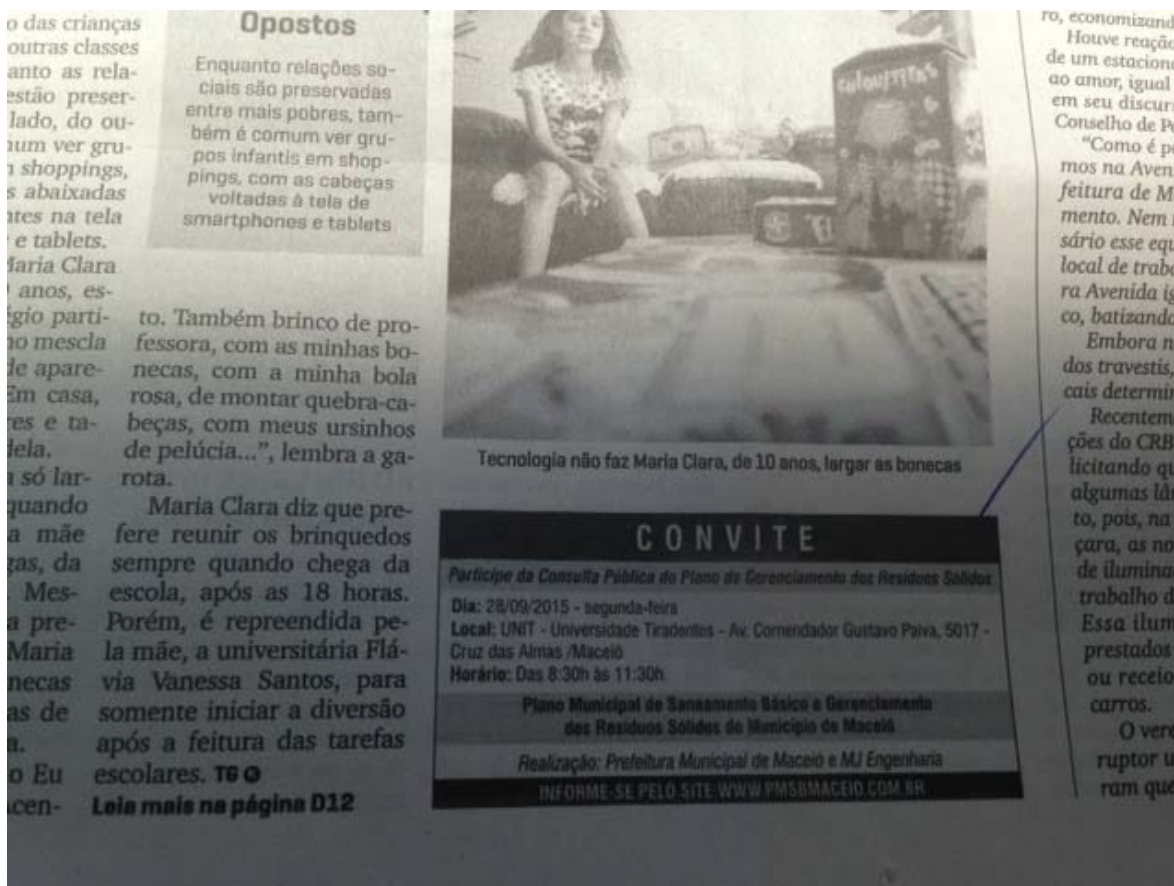 o das crianças
outras classes
anto as rela-
estão preser-
lado, do ou-
num ver gru-
shoppings,
s abaixadas
ntes na tela
e tablets.
Maria Clara
anos, es-
égio parti-
no mescla
de apare-
Em casa,
res e ta-
dela.
a só lar-
quando
a mãe
gas, da
Mes-
a pre-
Maria
necas
as de
a.
o Eu
Acen-
Opostos
Enquanto relações so-
ciais são preservadas
entre mais pobres, tam-
bém é comum ver gru-
pos infantis em shop-
pings, com as cabeças
voltadas à tela de
smartphones e tablets
to. Também brinco de pro-
fessora, com as minhas bo-
necas, com a minha bola
rosa, de montar quebra-ca-
beças, com meus ursinhos
de pelúcia...", lembra a ga-
rota.
Maria Clara diz que pre-
fere reunir os brinquedos
sempre quando chega da
escola, após as 18 horas.
Porém, é repreendida pe-
la mãe, a universitária Flá-
via Vanessa Santos, para
somente iniciar a diversão
após a feitura das tarefas
escolares. TG
Leia mais na página D12
Tecnologia não faz Maria Clara, de 10 anos, largar as bonecas
CONVITE
Participe da Consulta Pública do Plano de Gerenciamento dos Resíduos Sólidos
Dia: 28/09/2015 - segunda-feira
Local: UNIT - Universidade Tiradentes - Av. Comendador Gustavo Paiva, 5017 -
Cruz das Almas /Maceió
Horário: Das 8:30h às 11:30h
Plano Municipal de Saneamento Básico e Gerenciamento
dos Resíduos Sólidos do Município de Maceió
Realização: Prefeitura Municipal de Maceió e MJ Engenharia
INFORME-SE PELO SITE WWW.PMSBMACEIO.COM.BR
ro, economizand
Houve reação
de um estacion
ao amor, igual
em seu discur
Conselho de P
"Como é p
mos na Aven
feitura de M
mento. Nem
sário esse equ
local de traba
ra Avenida ig
co, batizando
Embora n
dos travestis,
cais determi
Recentem
ções do CRB
licitando qu
algumas lâ
to, pois, na
çara, as no
de ilumina
trabalho d
Essa ilum
prestados
ou receio
carros.
O vere
ruptor u
ram que